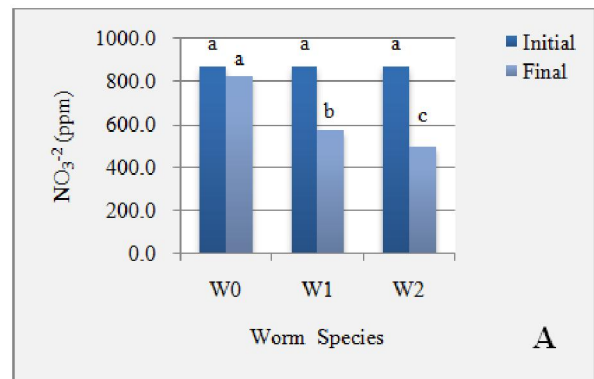 1000.0
800.0
600.0
400.0
200.0
0.0
NO₃⁻² (ppm)
a a a
a
b
c
Initial
Final
W0 W1 W2
Worm Species
A